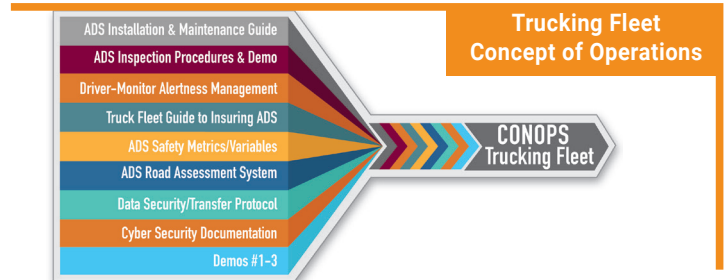 Trucking Fleet
Concept of Operations
ADS Installation & Maintenance Guide
ADS Inspection Procedures & Demo
Driver-Monitor Alertness Management
Truck Fleet Guide to Insuring ADS
ADS Safety Metrics/Variables
ADS Road Assessment System
Data Security/Transfer Protocol
Cyber Security Documentation
Demos #1-3
CONOPS
Trucking Fleet